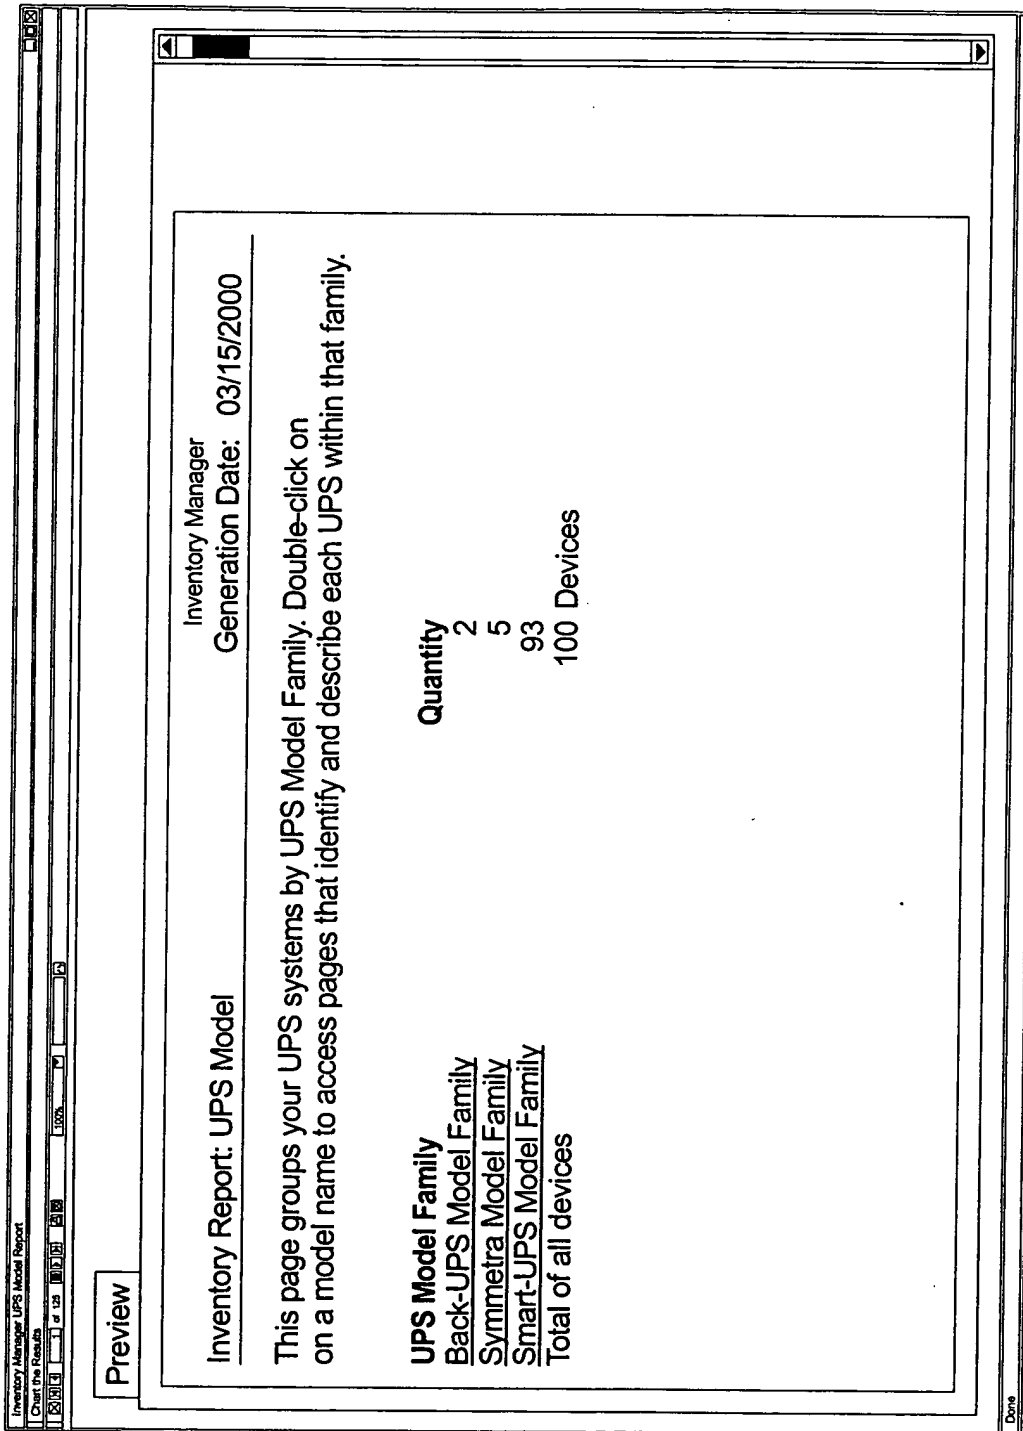 Inventory Manager UPS Model Report
Chart the Results
1 of 125 100%
Preview
Inventory Manager
Inventory Report: UPS Model Generation Date: 03/15/2000
This page groups your UPS systems by UPS Model Family. Double-click on
on a model name to access pages that identify and describe each UPS within that family.
UPS Model Family Quantity
Back-UPS Model Family 2
Symmetra Model Family 5
Smart-UPS Model Family 93
Total of all devices 100 Devices
Done